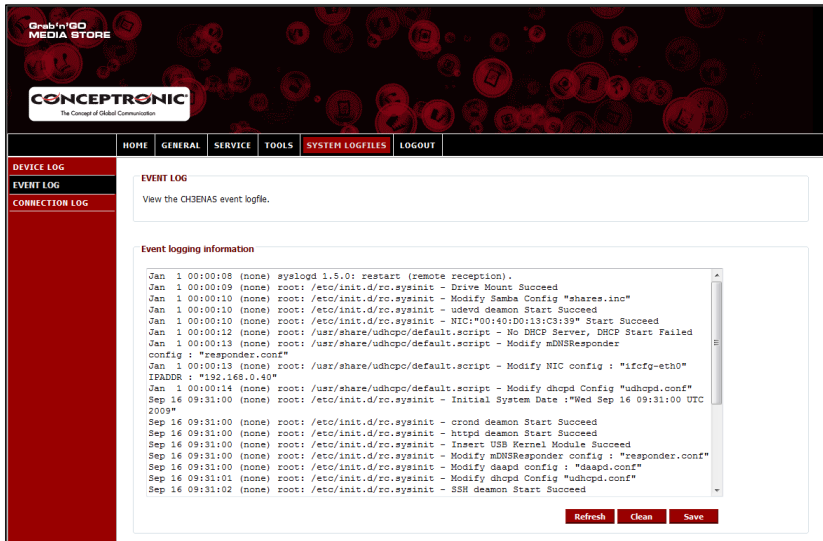 Grab'n'GO
MEDIA STORE
CONCEPTRONIC
The Concept of Global Communication
HOME GENERAL SERVICE TOOLS SYSTEM LOGFILES LOGOUT
DEVICE LOG
EVENT LOG
CONNECTION LOG
EVENT LOG
View the CH3ENAS event logfile.
Event logging information
Jan 1 00:00:08 (none) syslogd 1.5.0: restart (remote reception).
Jan 1 00:00:09 (none) root: /etc/init.d/rc.sysinit - Drive Mount Succeed
Jan 1 00:00:10 (none) root: /etc/init.d/rc.sysinit - Modify Samba Config "shares.inc"
Jan 1 00:00:10 (none) root: /etc/init.d/rc.sysinit - udevd deamon Start Succeed
Jan 1 00:00:10 (none) root: /etc/init.d/rc.sysinit - NIC:"00:40:D0:13:C3:39" Start Succeed
Jan 1 00:00:12 (none) root: /usr/share/udhcpc/default.script - No DHCP Server, DHCP Start Failed
Jan 1 00:00:13 (none) root: /usr/share/udhcpc/default.script - Modify mDNSResponder
config : "responder.conf"
Jan 1 00:00:13 (none) root: /usr/share/udhcpc/default.script - Modify NIC config : "ifcfg-eth0"
IPADDR : "192.168.0.40"
Jan 1 00:00:14 (none) root: /usr/share/udhcpc/default.script - Modify dhcpd Config "udhcpd.conf"
Sep 16 09:31:00 (none) root: /etc/init.d/rc.sysinit - Initial System Date :"Wed Sep 16 09:31:00 UTC
2009"
Sep 16 09:31:00 (none) root: /etc/init.d/rc.sysinit - crond deamon Start Succeed
Sep 16 09:31:00 (none) root: /etc/init.d/rc.sysinit - httpd deamon Start Succeed
Sep 16 09:31:00 (none) root: /etc/init.d/rc.sysinit - Insert USB Kernel Module Succeed
Sep 16 09:31:00 (none) root: /etc/init.d/rc.sysinit - Modify mDNSResponder config : "responder.conf"
Sep 16 09:31:00 (none) root: /etc/init.d/rc.sysinit - Modify daapd config : "daapd.conf"
Sep 16 09:31:01 (none) root: /etc/init.d/rc.sysinit - Modify dhcpd Config "udhcpd.conf"
Sep 16 09:31:02 (none) root: /etc/init.d/rc.sysinit - SSH deamon Start Succeed
Refresh Clean Save